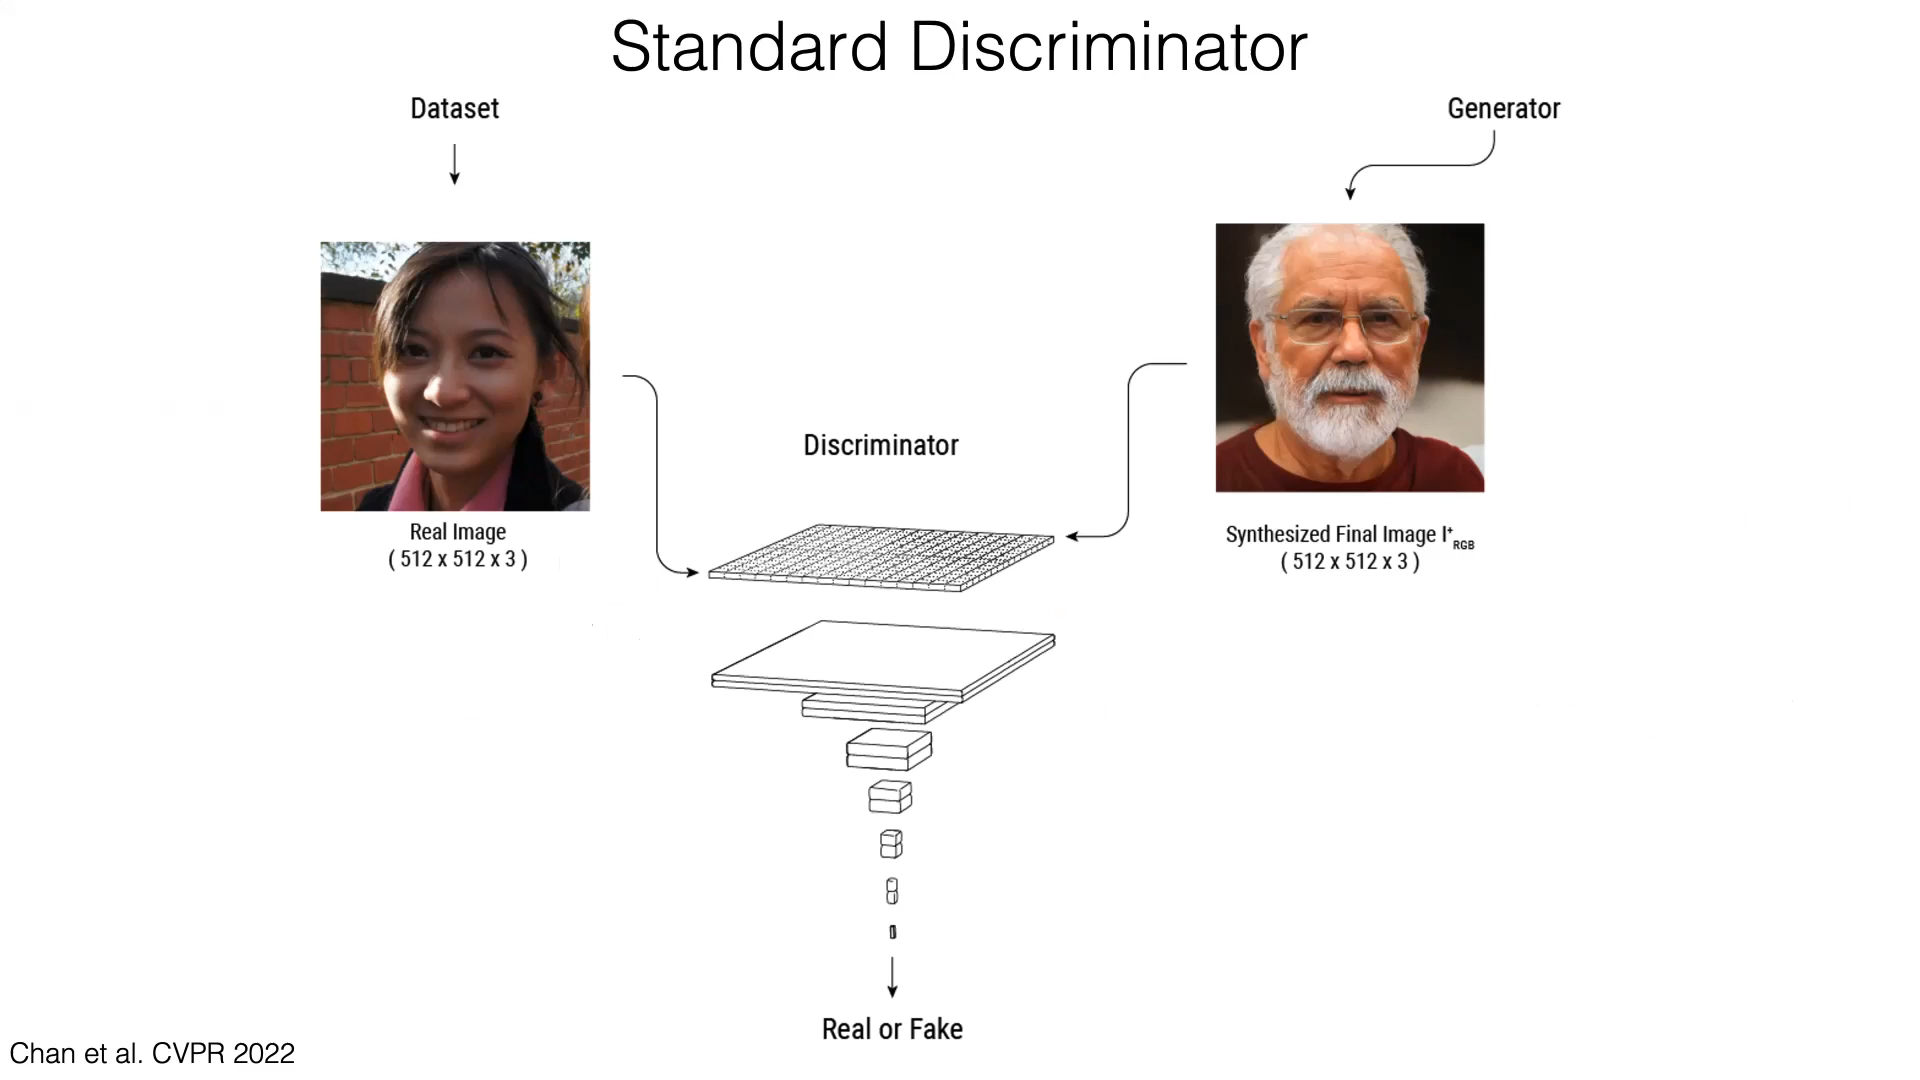 Standard Discriminator
Dataset
Generator
Discriminator
Real Image
( 512 x 512 x 3 )
Synthesized Final Image I⁺RGB
( 512 x 512 x 3 )
Real or Fake
Chan et al. CVPR 2022